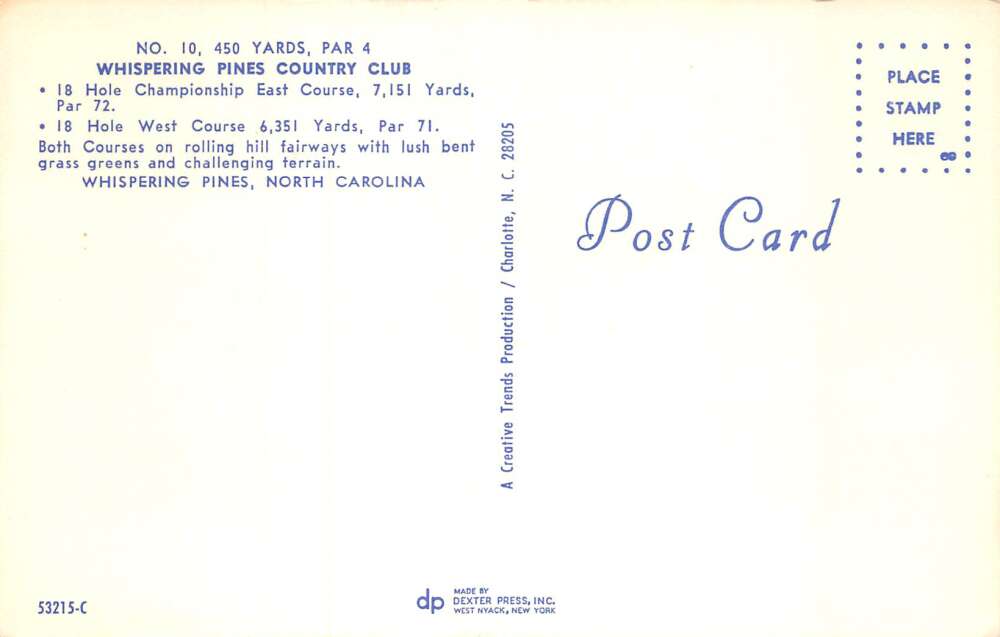 NO. 10, 450 YARDS, PAR 4
WHISPERING PINES COUNTRY CLUB
• 18 Hole Championship East Course, 7,151 Yards,
Par 72.
• 18 Hole West Course 6,351 Yards, Par 71.
Both Courses on rolling hill fairways with lush bent
grass greens and challenging terrain.
WHISPERING PINES, NORTH CAROLINA
A Creative Trends Production / Charlotte, N. C. 28205
PLACE
STAMP
HERE
Post Card
53215-C
dp
MADE BY
DEXTER PRESS, INC.
WEST NYACK, NEW YORK